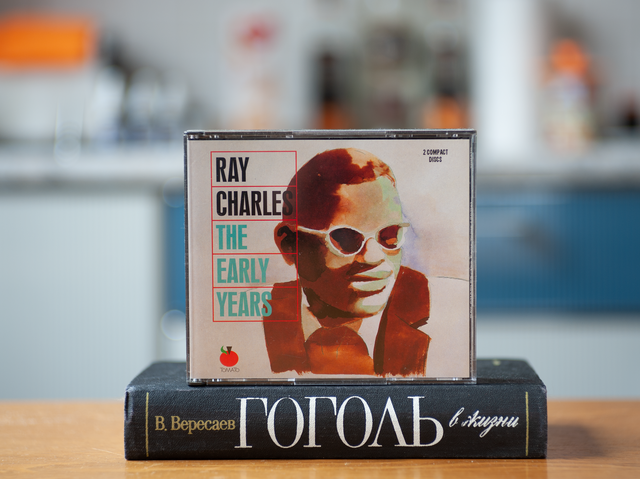 RAY
CHARLES
THE
EARLY
YEARS
2 COMPACT
DISCS
TOMATO
В. Вересаев ГОГОЛЬ в жизни